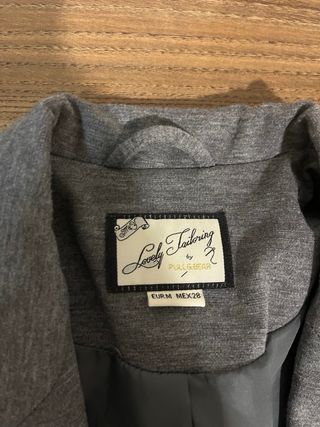 Lovely Tailoring
by
PULL&BEAR
EUR M MEX 28